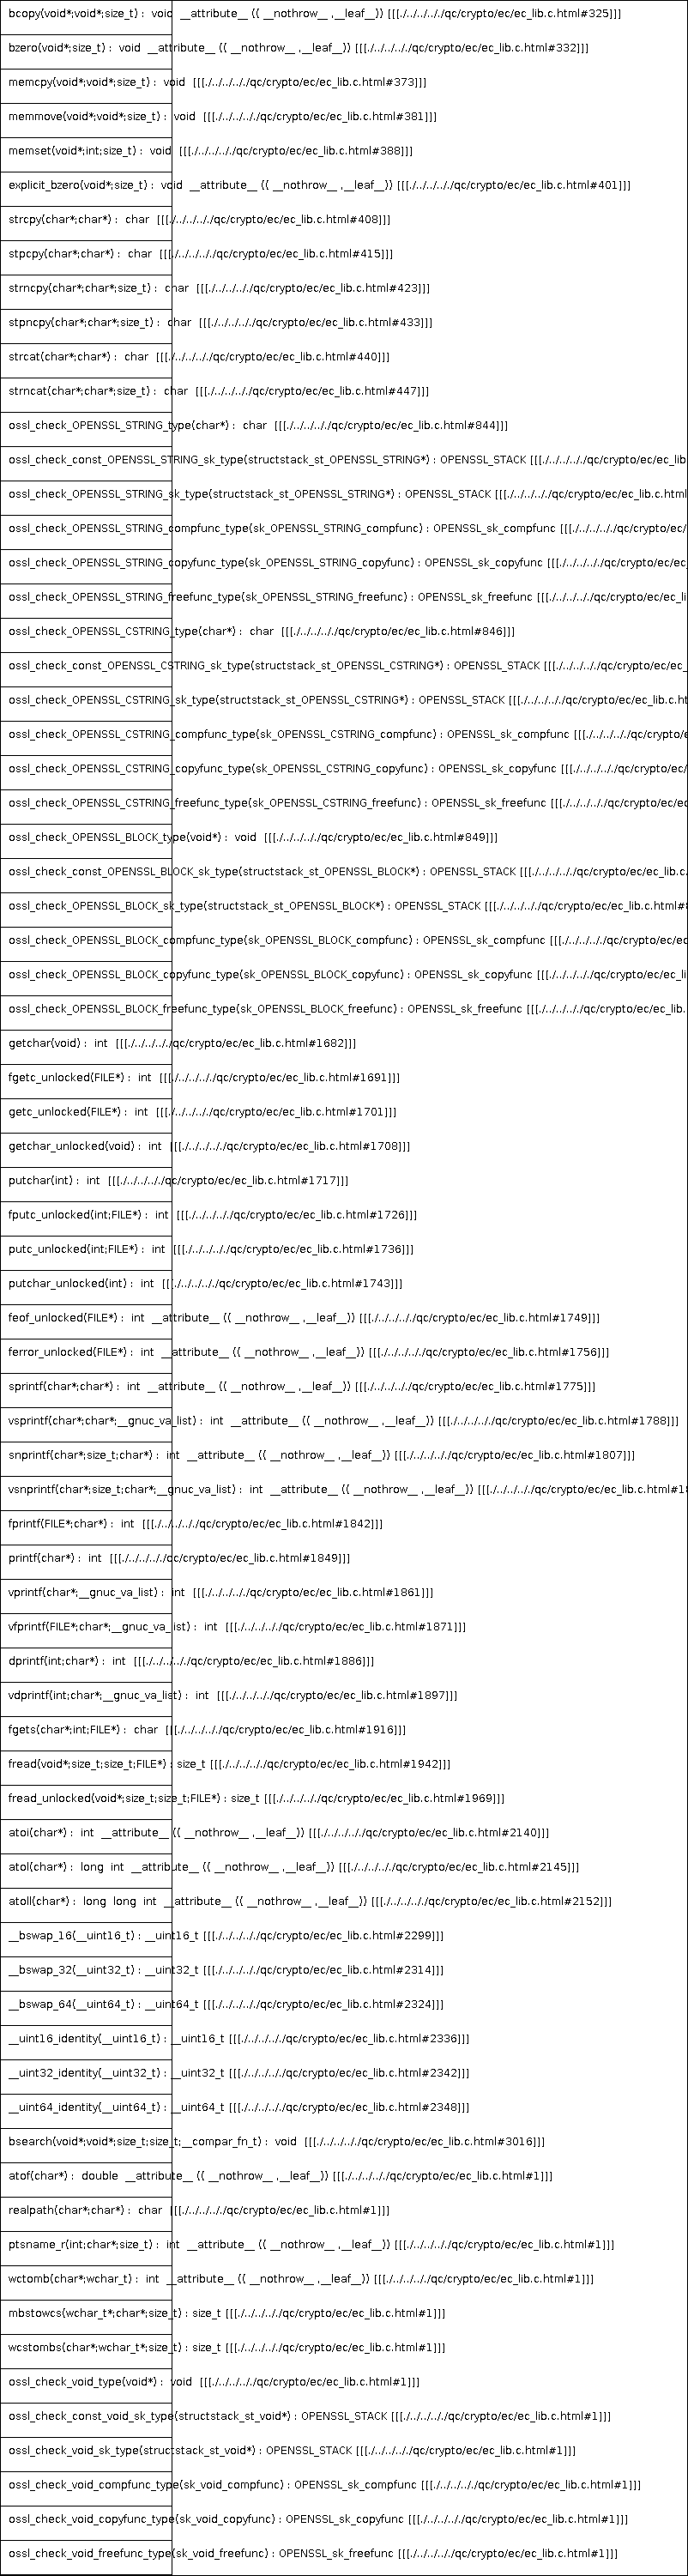 bcopy(void*;void*;size_t) : void __attribute__ (( __nothrow__ ,__leaf__)) [[[./../../../qc/crypto/ec/ec_lib.c.html#325]]]
bzero(void*;size_t) : void __attribute__ (( __nothrow__ ,__leaf__)) [[[./../../../qc/crypto/ec/ec_lib.c.html#332]]]
memcpy(void*;void*;size_t) : void [[[./../../../qc/crypto/ec/ec_lib.c.html#373]]]
memmove(void*;void*;size_t) : void [[[./../../../qc/crypto/ec/ec_lib.c.html#381]]]
memset(void*;int;size_t) : void [[[./../../../qc/crypto/ec/ec_lib.c.html#388]]]
explicit_bzero(void*;size_t) : void __attribute__ (( __nothrow__ ,__leaf__)) [[[./../../../qc/crypto/ec/ec_lib.c.html#401]]]
strcpy(char*;char*) : char [[[./../../../qc/crypto/ec/ec_lib.c.html#408]]]
stpcpy(char*;char*) : char [[[./../../../qc/crypto/ec/ec_lib.c.html#415]]]
strncpy(char*;char*;size_t) : char [[[./../../../qc/crypto/ec/ec_lib.c.html#423]]]
stpncpy(char*;char*;size_t) : char [[[./../../../qc/crypto/ec/ec_lib.c.html#433]]]
strcat(char*;char*) : char [[[./../../../qc/crypto/ec/ec_lib.c.html#440]]]
strncat(char*;char*;size_t) : char [[[./../../../qc/crypto/ec/ec_lib.c.html#447]]]
ossl_check_OPENSSL_STRING_type(char*) : char [[[./../../../qc/crypto/ec/ec_lib.c.html#844]]]
ossl_check_const_OPENSSL_STRING_sk_type(structstack_st_OPENSSL_STRING*) : OPENSSL_STACK [[[./../../../qc/crypto/ec/ec_lib
ossl_check_OPENSSL_STRING_sk_type(structstack_st_OPENSSL_STRING*) : OPENSSL_STACK [[[./../../../qc/crypto/ec/ec_lib.c.html
ossl_check_OPENSSL_STRING_compfunc_type(sk_OPENSSL_STRING_compfunc) : OPENSSL_sk_compfunc [[[./../../../qc/crypto/ec/
ossl_check_OPENSSL_STRING_copyfunc_type(sk_OPENSSL_STRING_copyfunc) : OPENSSL_sk_copyfunc [[[./../../../qc/crypto/ec/ec_
ossl_check_OPENSSL_STRING_freefunc_type(sk_OPENSSL_STRING_freefunc) : OPENSSL_sk_freefunc [[[./../../../qc/crypto/ec/ec_li
ossl_check_OPENSSL_CSTRING_type(char*) : char [[[./../../../qc/crypto/ec/ec_lib.c.html#846]]]
ossl_check_const_OPENSSL_CSTRING_sk_type(structstack_st_OPENSSL_CSTRING*) : OPENSSL_STACK [[[./../../../qc/crypto/ec/ec_
ossl_check_OPENSSL_CSTRING_sk_type(structstack_st_OPENSSL_CSTRING*) : OPENSSL_STACK [[[./../../../qc/crypto/ec/ec_lib.c.ht
ossl_check_OPENSSL_CSTRING_compfunc_type(sk_OPENSSL_CSTRING_compfunc) : OPENSSL_sk_compfunc [[[./../../../qc/crypto/e
ossl_check_OPENSSL_CSTRING_copyfunc_type(sk_OPENSSL_CSTRING_copyfunc) : OPENSSL_sk_copyfunc [[[./../../../qc/crypto/ec/
ossl_check_OPENSSL_CSTRING_freefunc_type(sk_OPENSSL_CSTRING_freefunc) : OPENSSL_sk_freefunc [[[./../../../qc/crypto/ec/ec
ossl_check_OPENSSL_BLOCK_type(void*) : void [[[./../../../qc/crypto/ec/ec_lib.c.html#849]]]
ossl_check_const_OPENSSL_BLOCK_sk_type(structstack_st_OPENSSL_BLOCK*) : OPENSSL_STACK [[[./../../../qc/crypto/ec/ec_lib.c.
ossl_check_OPENSSL_BLOCK_sk_type(structstack_st_OPENSSL_BLOCK*) : OPENSSL_STACK [[[./../../../qc/crypto/ec/ec_lib.c.html#8
ossl_check_OPENSSL_BLOCK_compfunc_type(sk_OPENSSL_BLOCK_compfunc) : OPENSSL_sk_compfunc [[[./../../../qc/crypto/ec/ec
ossl_check_OPENSSL_BLOCK_copyfunc_type(sk_OPENSSL_BLOCK_copyfunc) : OPENSSL_sk_copyfunc [[[./../../../qc/crypto/ec/ec_li
ossl_check_OPENSSL_BLOCK_freefunc_type(sk_OPENSSL_BLOCK_freefunc) : OPENSSL_sk_freefunc [[[./../../../qc/crypto/ec/ec_lib.
getchar(void) : int [[[./../../../qc/crypto/ec/ec_lib.c.html#1682]]]
fgetc_unlocked(FILE*) : int [[[./../../../qc/crypto/ec/ec_lib.c.html#1691]]]
getc_unlocked(FILE*) : int [[[./../../../qc/crypto/ec/ec_lib.c.html#1701]]]
getchar_unlocked(void) : int [[[./../../../qc/crypto/ec/ec_lib.c.html#1708]]]
putchar(int) : int [[[./../../../qc/crypto/ec/ec_lib.c.html#1717]]]
fputc_unlocked(int;FILE*) : int [[[./../../../qc/crypto/ec/ec_lib.c.html#1726]]]
putc_unlocked(int;FILE*) : int [[[./../../../qc/crypto/ec/ec_lib.c.html#1736]]]
putchar_unlocked(int) : int [[[./../../../qc/crypto/ec/ec_lib.c.html#1743]]]
feof_unlocked(FILE*) : int __attribute__ (( __nothrow__ ,__leaf__)) [[[./../../../qc/crypto/ec/ec_lib.c.html#1749]]]
ferror_unlocked(FILE*) : int __attribute__ (( __nothrow__ ,__leaf__)) [[[./../../../qc/crypto/ec/ec_lib.c.html#1756]]]
sprintf(char*;char*) : int __attribute__ (( __nothrow__ ,__leaf__)) [[[./../../../qc/crypto/ec/ec_lib.c.html#1775]]]
vsprintf(char*;char*;__gnuc_va_list) : int __attribute__ (( __nothrow__ ,__leaf__)) [[[./../../../qc/crypto/ec/ec_lib.c.html#1788]]]
snprintf(char*;size_t;char*) : int __attribute__ (( __nothrow__ ,__leaf__)) [[[./../../../qc/crypto/ec/ec_lib.c.html#1807]]]
vsnprintf(char*;size_t;char*;__gnuc_va_list) : int __attribute__ (( __nothrow__ ,__leaf__)) [[[./../../../qc/crypto/ec/ec_lib.c.html#18
fprintf(FILE*;char*) : int [[[./../../../qc/crypto/ec/ec_lib.c.html#1842]]]
printf(char*) : int [[[./../../../qc/crypto/ec/ec_lib.c.html#1849]]]
vprintf(char*;__gnuc_va_list) : int [[[./../../../qc/crypto/ec/ec_lib.c.html#1861]]]
vfprintf(FILE*;char*;__gnuc_va_list) : int [[[./../../../qc/crypto/ec/ec_lib.c.html#1871]]]
dprintf(int;char*) : int [[[./../../../qc/crypto/ec/ec_lib.c.html#1886]]]
vdprintf(int;char*;__gnuc_va_list) : int [[[./../../../qc/crypto/ec/ec_lib.c.html#1897]]]
fgets(char*;int;FILE*) : char [[[./../../../qc/crypto/ec/ec_lib.c.html#1916]]]
fread(void*;size_t;size_t;FILE*) : size_t [[[./../../../qc/crypto/ec/ec_lib.c.html#1942]]]
fread_unlocked(void*;size_t;size_t;FILE*) : size_t [[[./../../../qc/crypto/ec/ec_lib.c.html#1969]]]
atoi(char*) : int __attribute__ (( __nothrow__ ,__leaf__)) [[[./../../../qc/crypto/ec/ec_lib.c.html#2140]]]
atol(char*) : long int __attribute__ (( __nothrow__ ,__leaf__)) [[[./../../../qc/crypto/ec/ec_lib.c.html#2145]]]
atoll(char*) : long long int __attribute__ (( __nothrow__ ,__leaf__)) [[[./../../../qc/crypto/ec/ec_lib.c.html#2152]]]
__bswap_16(__uint16_t) : __uint16_t [[[./../../../qc/crypto/ec/ec_lib.c.html#2299]]]
__bswap_32(__uint32_t) : __uint32_t [[[./../../../qc/crypto/ec/ec_lib.c.html#2314]]]
__bswap_64(__uint64_t) : __uint64_t [[[./../../../qc/crypto/ec/ec_lib.c.html#2324]]]
__uint16_identity(__uint16_t) : __uint16_t [[[./../../../qc/crypto/ec/ec_lib.c.html#2336]]]
__uint32_identity(__uint32_t) : __uint32_t [[[./../../../qc/crypto/ec/ec_lib.c.html#2342]]]
__uint64_identity(__uint64_t) : __uint64_t [[[./../../../qc/crypto/ec/ec_lib.c.html#2348]]]
bsearch(void*;void*;size_t;size_t;__compar_fn_t) : void [[[./../../../qc/crypto/ec/ec_lib.c.html#3016]]]
atof(char*) : double __attribute__ (( __nothrow__ ,__leaf__)) [[[./../../../qc/crypto/ec/ec_lib.c.html#1]]]
realpath(char*;char*) : char [[[./../../../qc/crypto/ec/ec_lib.c.html#1]]]
ptsname_r(int;char*;size_t) : int __attribute__ (( __nothrow__ ,__leaf__)) [[[./../../../qc/crypto/ec/ec_lib.c.html#1]]]
wctomb(char*;wchar_t) : int __attribute__ (( __nothrow__ ,__leaf__)) [[[./../../../qc/crypto/ec/ec_lib.c.html#1]]]
mbstowcs(wchar_t*;char*;size_t) : size_t [[[./../../../qc/crypto/ec/ec_lib.c.html#1]]]
wcstombs(char*;wchar_t*;size_t) : size_t [[[./../../../qc/crypto/ec/ec_lib.c.html#1]]]
ossl_check_void_type(void*) : void [[[./../../../qc/crypto/ec/ec_lib.c.html#1]]]
ossl_check_const_void_sk_type(structstack_st_void*) : OPENSSL_STACK [[[./../../../qc/crypto/ec/ec_lib.c.html#1]]]
ossl_check_void_sk_type(structstack_st_void*) : OPENSSL_STACK [[[./../../../qc/crypto/ec/ec_lib.c.html#1]]]
ossl_check_void_compfunc_type(sk_void_compfunc) : OPENSSL_sk_compfunc [[[./../../../qc/crypto/ec/ec_lib.c.html#1]]]
ossl_check_void_copyfunc_type(sk_void_copyfunc) : OPENSSL_sk_copyfunc [[[./../../../qc/crypto/ec/ec_lib.c.html#1]]]
ossl_check_void_freefunc_type(sk_void_freefunc) : OPENSSL_sk_freefunc [[[./../../../qc/crypto/ec/ec_lib.c.html#1]]]